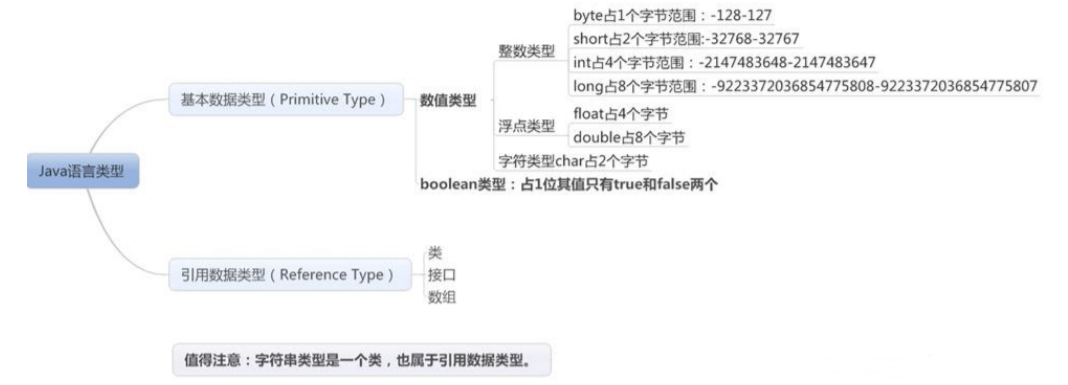 Java语言类型
基本数据类型（Primitive Type）
数值类型
整数类型
byte占1个字节范围：-128-127
short占2个字节范围:-32768-32767
int占4个字节范围：-2147483648-2147483647
long占8个字节范围：-9223372036854775808-9223372036854775807
浮点类型
float占4个字节
double占8个字节
字符类型char占2个字节
boolean类型：占1位其值只有true和false两个
引用数据类型（Reference Type）
类
接口
数组
值得注意：字符串类型是一个类，也属于引用数据类型。